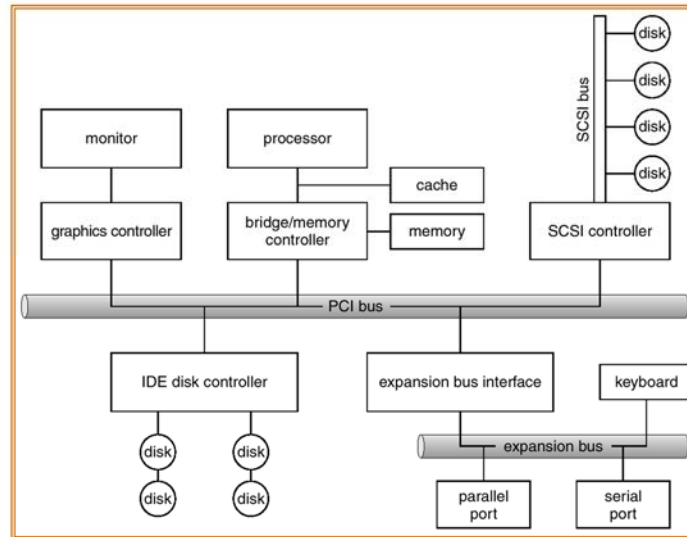 disk
disk
disk
disk
SCSI bus
monitor
processor
cache
graphics controller
bridge/memory
controller
memory
SCSI controller
PCI bus
IDE disk controller
expansion bus interface
keyboard
disk
disk
disk
disk
expansion bus
parallel
port
serial
port